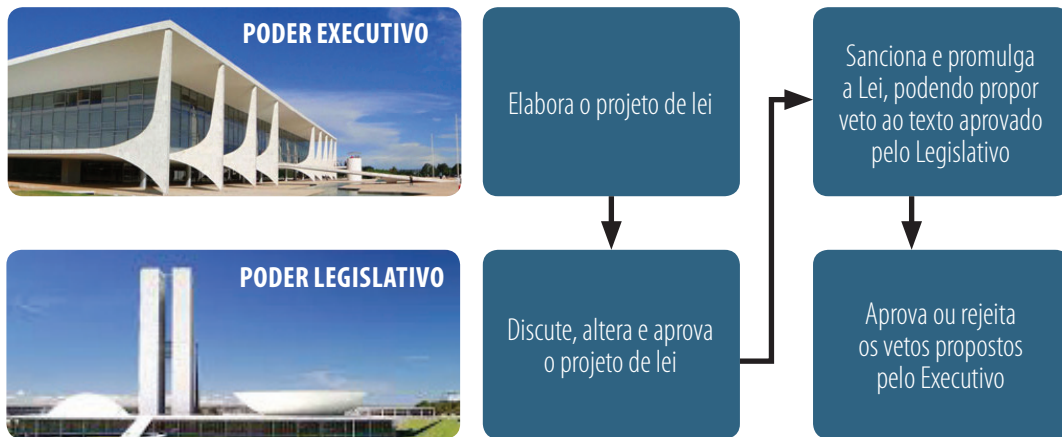 PODER EXECUTIVO
Elabora o projeto de lei
Sanciona e promulga
a Lei, podendo propor
veto ao texto aprovado
pelo Legislativo
PODER LEGISLATIVO
Discute, altera e aprova
o projeto de lei
Aprova ou rejeita
os vetos propostos
pelo Executivo